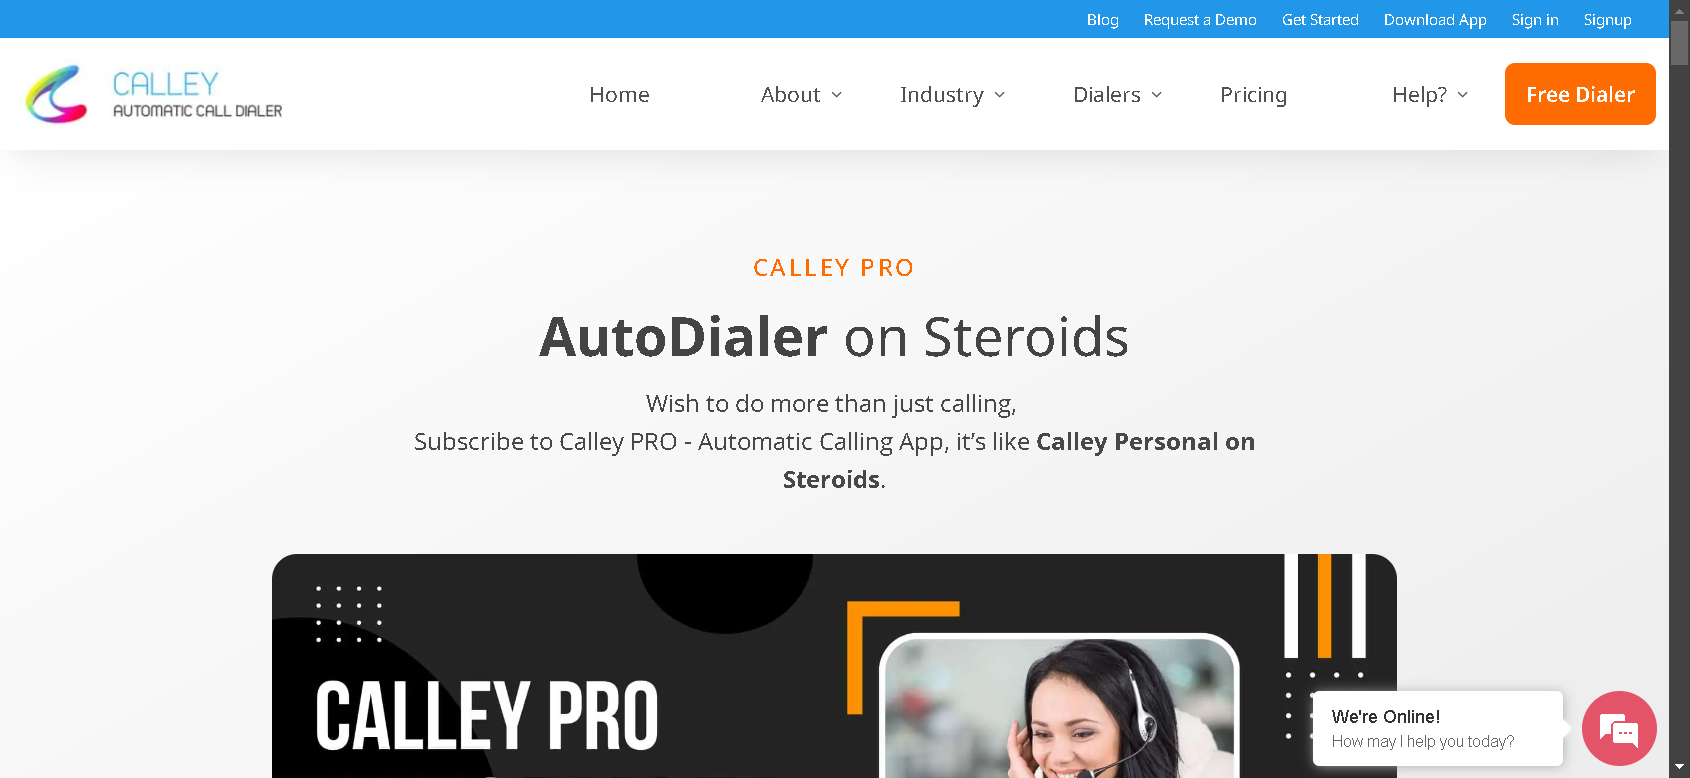 Blog Request a Demo Get Started Download App Sign in Signup
CALLEY
AUTOMATIC CALL DIALER
Home About Industry Dialers Pricing Help? Free Dialer
CALLEY PRO
AutoDialer on Steroids
Wish to do more than just calling,
Subscribe to Calley PRO - Automatic Calling App, it’s like Calley Personal on
Steroids.
CALLEY PRO
We're Online!
How may I help you today?